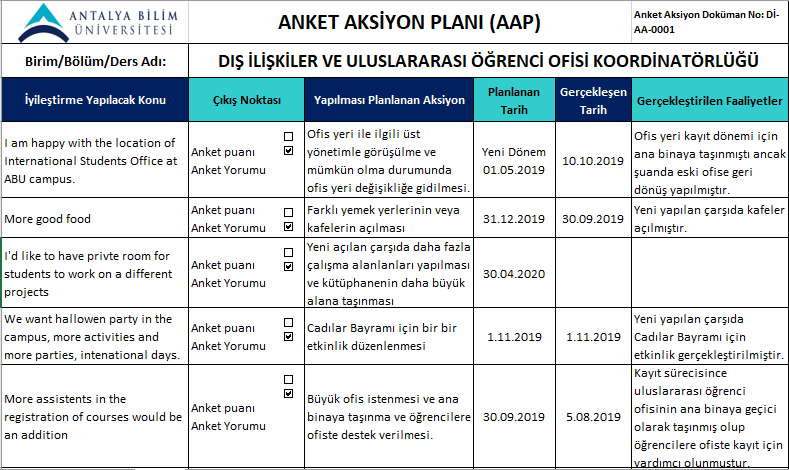 ANTALYA BİLİM
ÜNİVERSİTESİ
ANKET AKSİYON PLANI (AAP)
Anket Aksiyon Doküman No: Dİ-
AA-0001
Birim/Bölüm/Ders Adı:
DIŞ İLİŞKİLER VE ULUSLARARASI ÖĞRENCİ OFİSİ KOORDİNATÖRLÜĞÜ
İyileştirme Yapılacak Konu
Çıkış Noktası
Yapılması Planlanan Aksiyon
Planlanan
Tarih
Gerçekleşen
Tarih
Gerçekleştirilen Faaliyetler
I am happy with the location of
International Students Office at
ABU campus.
Anket puanı
Anket Yorumu
Ofis yeri ile ilgili üst
yönetimle görüşülme ve
mümkün olma durumunda
ofis yeri değişikliğe gidilmesi.
Yeni Dönem
01.05.2019
10.10.2019
Ofis yeri kayıt dönemi için
ana binaya taşınmıştı ancak
şuanda eski ofise geri
dönüş yapılmıştır.
More good food
Anket puanı
Anket Yorumu
Farklı yemek yerlerinin veya
kafelerin açılması
31.12.2019
30.09.2019
Yeni yapılan çarşıda kafeler
açılmıştır.
I'd like to have privte room for
students to work on a different
projects
Anket puanı
Anket Yorumu
Yeni açılan çarşıda daha fazla
çalışma alanlanları yapılması
ve kütüphanenin daha büyük
alana taşınması
30.04.2020
We want hallowen party in the
campus, more activities and
more parties, intenational days.
Anket puanı
Anket Yorumu
Cadılar Bayramı için bir bir
etkinlik düzenlenmesi
1.11.2019
1.11.2019
Yeni yapılan çarşıda
Cadılar Bayramı için
etkinlik gerçekleştirilmiştir.
More assistents in the
registration of courses would be
an addition
Anket puanı
Anket Yorumu
Büyük ofis istenmesi ve ana
binaya taşınma ve öğrencilere
ofiste destek verilmesi.
30.09.2019
5.08.2019
Kayıt sürecisince
uluslararası öğrenci
ofisinin ana binaya geçici
olarak taşınmış olup
öğrencilere ofiste kayıt için
yardımcı olunmuştur.